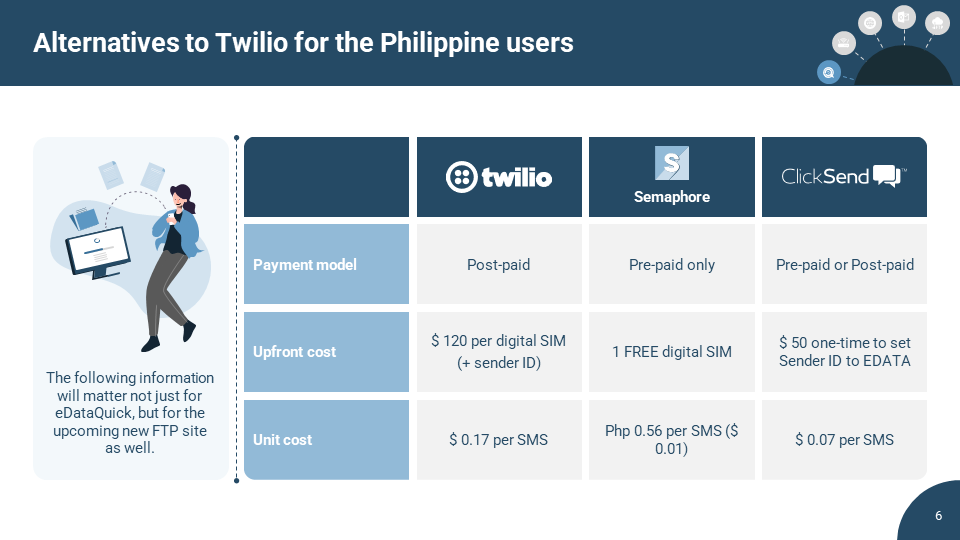 Alternatives to Twilio for the Philippine users
The following information
will matter not just for
eDataQuick, but for the
upcoming new FTP site
as well.
twilio
S
Semaphore
ClickSend
Payment model
Post-paid
Pre-paid only
Pre-paid or Post-paid
Upfront cost
$ 120 per digital SIM
(+ sender ID)
1 FREE digital SIM
$ 50 one-time to set
Sender ID to EDATA
Unit cost
$ 0.17 per SMS
Php 0.56 per SMS ($
0.01)
$ 0.07 per SMS
6